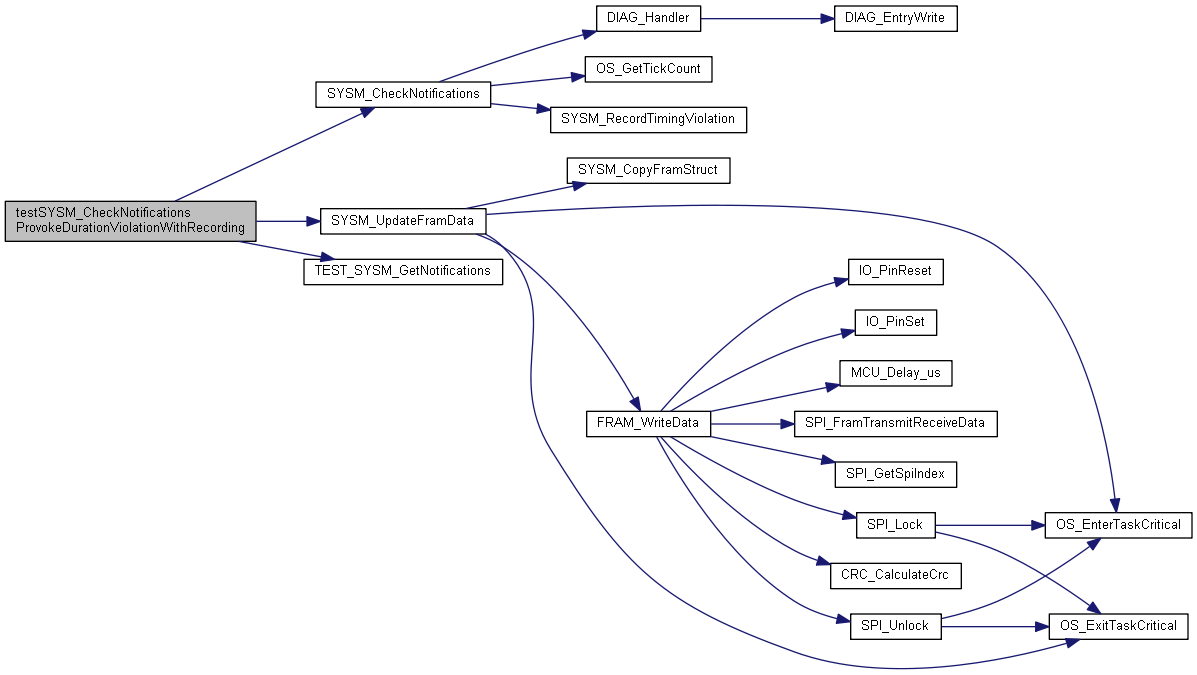 DIAG_Handler
DIAG_EntryWrite
OS_GetTickCount
SYSM_CheckNotifications
SYSM_RecordTimingViolation
SYSM_CopyFramStruct
testSYSM_CheckNotifications
ProvokeDurationViolationWithRecording
SYSM_UpdateFramData
TEST_SYSM_GetNotifications
IO_PinReset
IO_PinSet
MCU_Delay_us
FRAM_WriteData
SPI_FramTransmitReceiveData
SPI_GetSpiIndex
SPI_Lock
OS_EnterTaskCritical
CRC_CalculateCrc
SPI_Unlock
OS_ExitTaskCritical